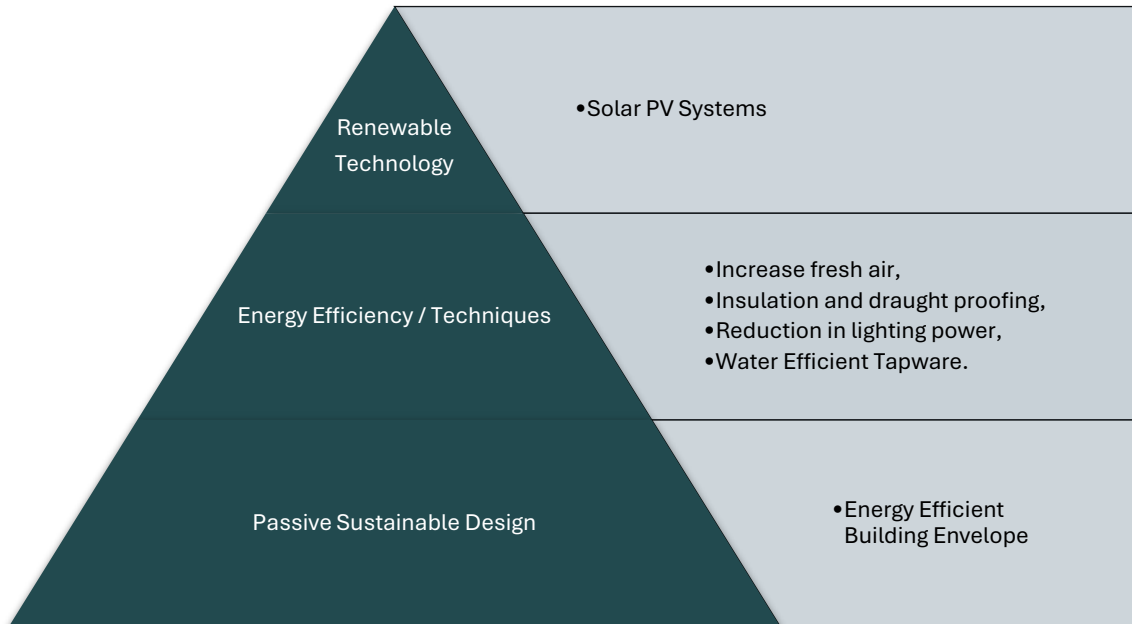 Renewable
Technology
•Solar PV Systems
Energy Efficiency / Techniques
•Increase fresh air,
•Insulation and draught proofing,
•Reduction in lighting power,
•Water Efficient Tapware.
Passive Sustainable Design
•Energy Efficient
Building Envelope